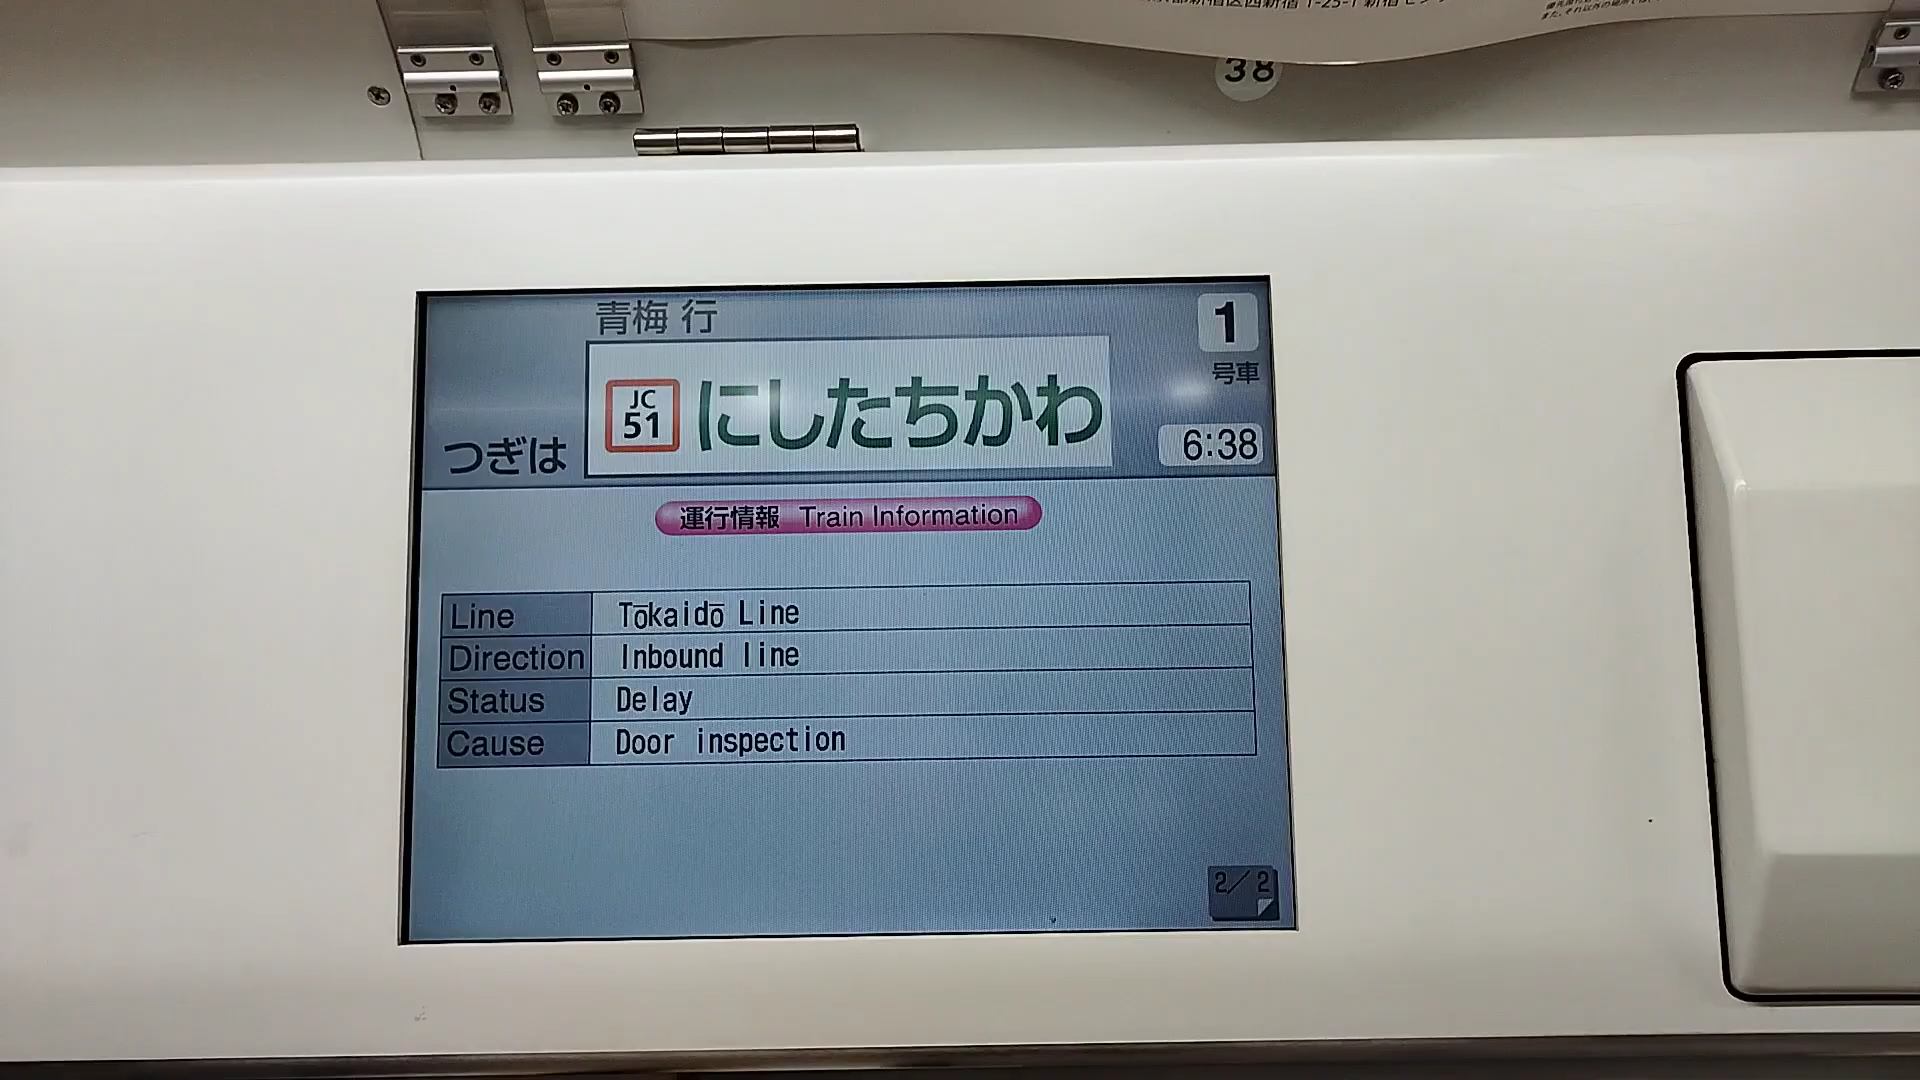 38
青梅 行
1
号車
JC
51
にしたちかわ
つぎは
6:38
運行情報 Train Information
Line Tōkaidō Line
Direction Inbound line
Status Delay
Cause Door inspection
2/2